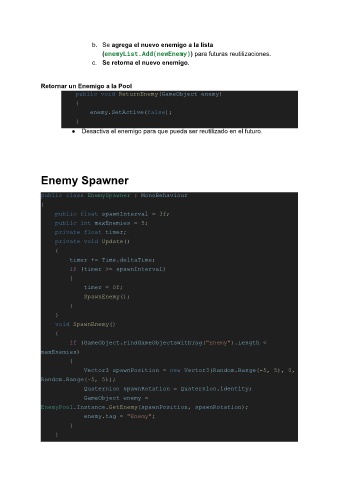 b. Se agrega el nuevo enemigo a la lista
(enemyList.Add(newEnemy)) para futuras reutilizaciones.
c. Se retorna el nuevo enemigo.
Retornar un Enemigo a la Pool
public void ReturnEnemy(GameObject enemy)
{
enemy.SetActive(false);
}
● Desactiva el enemigo para que pueda ser reutilizado en el futuro.
Enemy Spawner
public class EnemySpawner : MonoBehaviour
{
public float spawnInterval = 3f;
public int maxEnemies = 5;
private float timer;
private void Update()
{
timer += Time.deltaTime;
if (timer >= spawnInterval)
{
timer = 0f;
SpawnEnemy();
}
}
void SpawnEnemy()
{
if (GameObject.FindGameObjectsWithTag("Enemy").Length <
maxEnemies)
{
Vector3 spawnPosition = new Vector3(Random.Range(-5, 5), 0,
Random.Range(-5, 5));
Quaternion spawnRotation = Quaternion.identity;
GameObject enemy =
EnemyPool.Instance.GetEnemy(spawnPosition, spawnRotation);
enemy.tag = "Enemy";
}
}